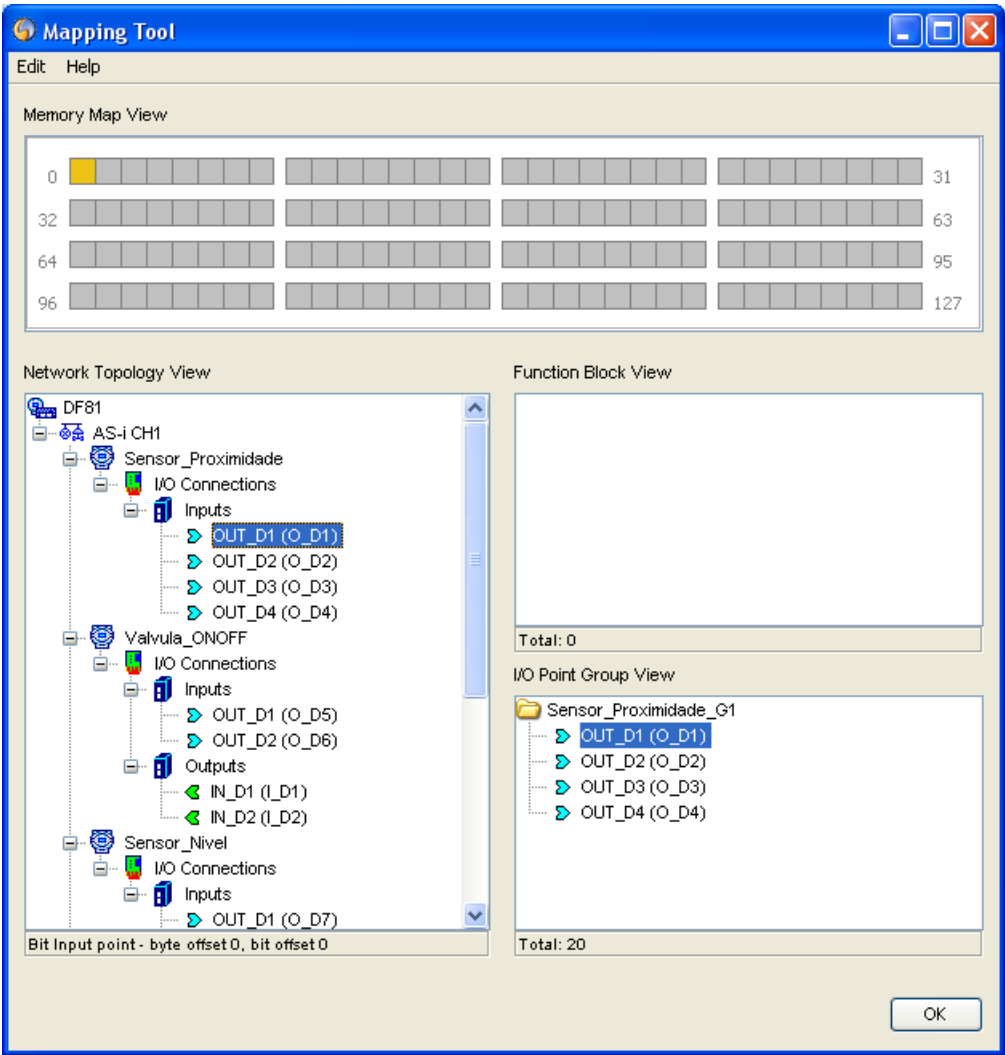 Mapping Tool
Edit Help
Memory Map View
0 31
32 63
64 95
96 127
Network Topology View
DF81
AS-i CH1
Sensor_Proximidade
I/O Connections
Inputs
OUT_D1 (O_D1)
OUT_D2 (O_D2)
OUT_D3 (O_D3)
OUT_D4 (O_D4)
Valvula_ONOFF
I/O Connections
Inputs
OUT_D1 (O_D5)
OUT_D2 (O_D6)
Outputs
IN_D1 (I_D1)
IN_D2 (I_D2)
Sensor_Nivel
I/O Connections
Inputs
OUT_D1 (O_D7)
Bit Input point - byte offset 0, bit offset 0
Function Block View
Total: 0
I/O Point Group View
Sensor_Proximidade_G1
OUT_D1 (O_D1)
OUT_D2 (O_D2)
OUT_D3 (O_D3)
OUT_D4 (O_D4)
Total: 20
OK